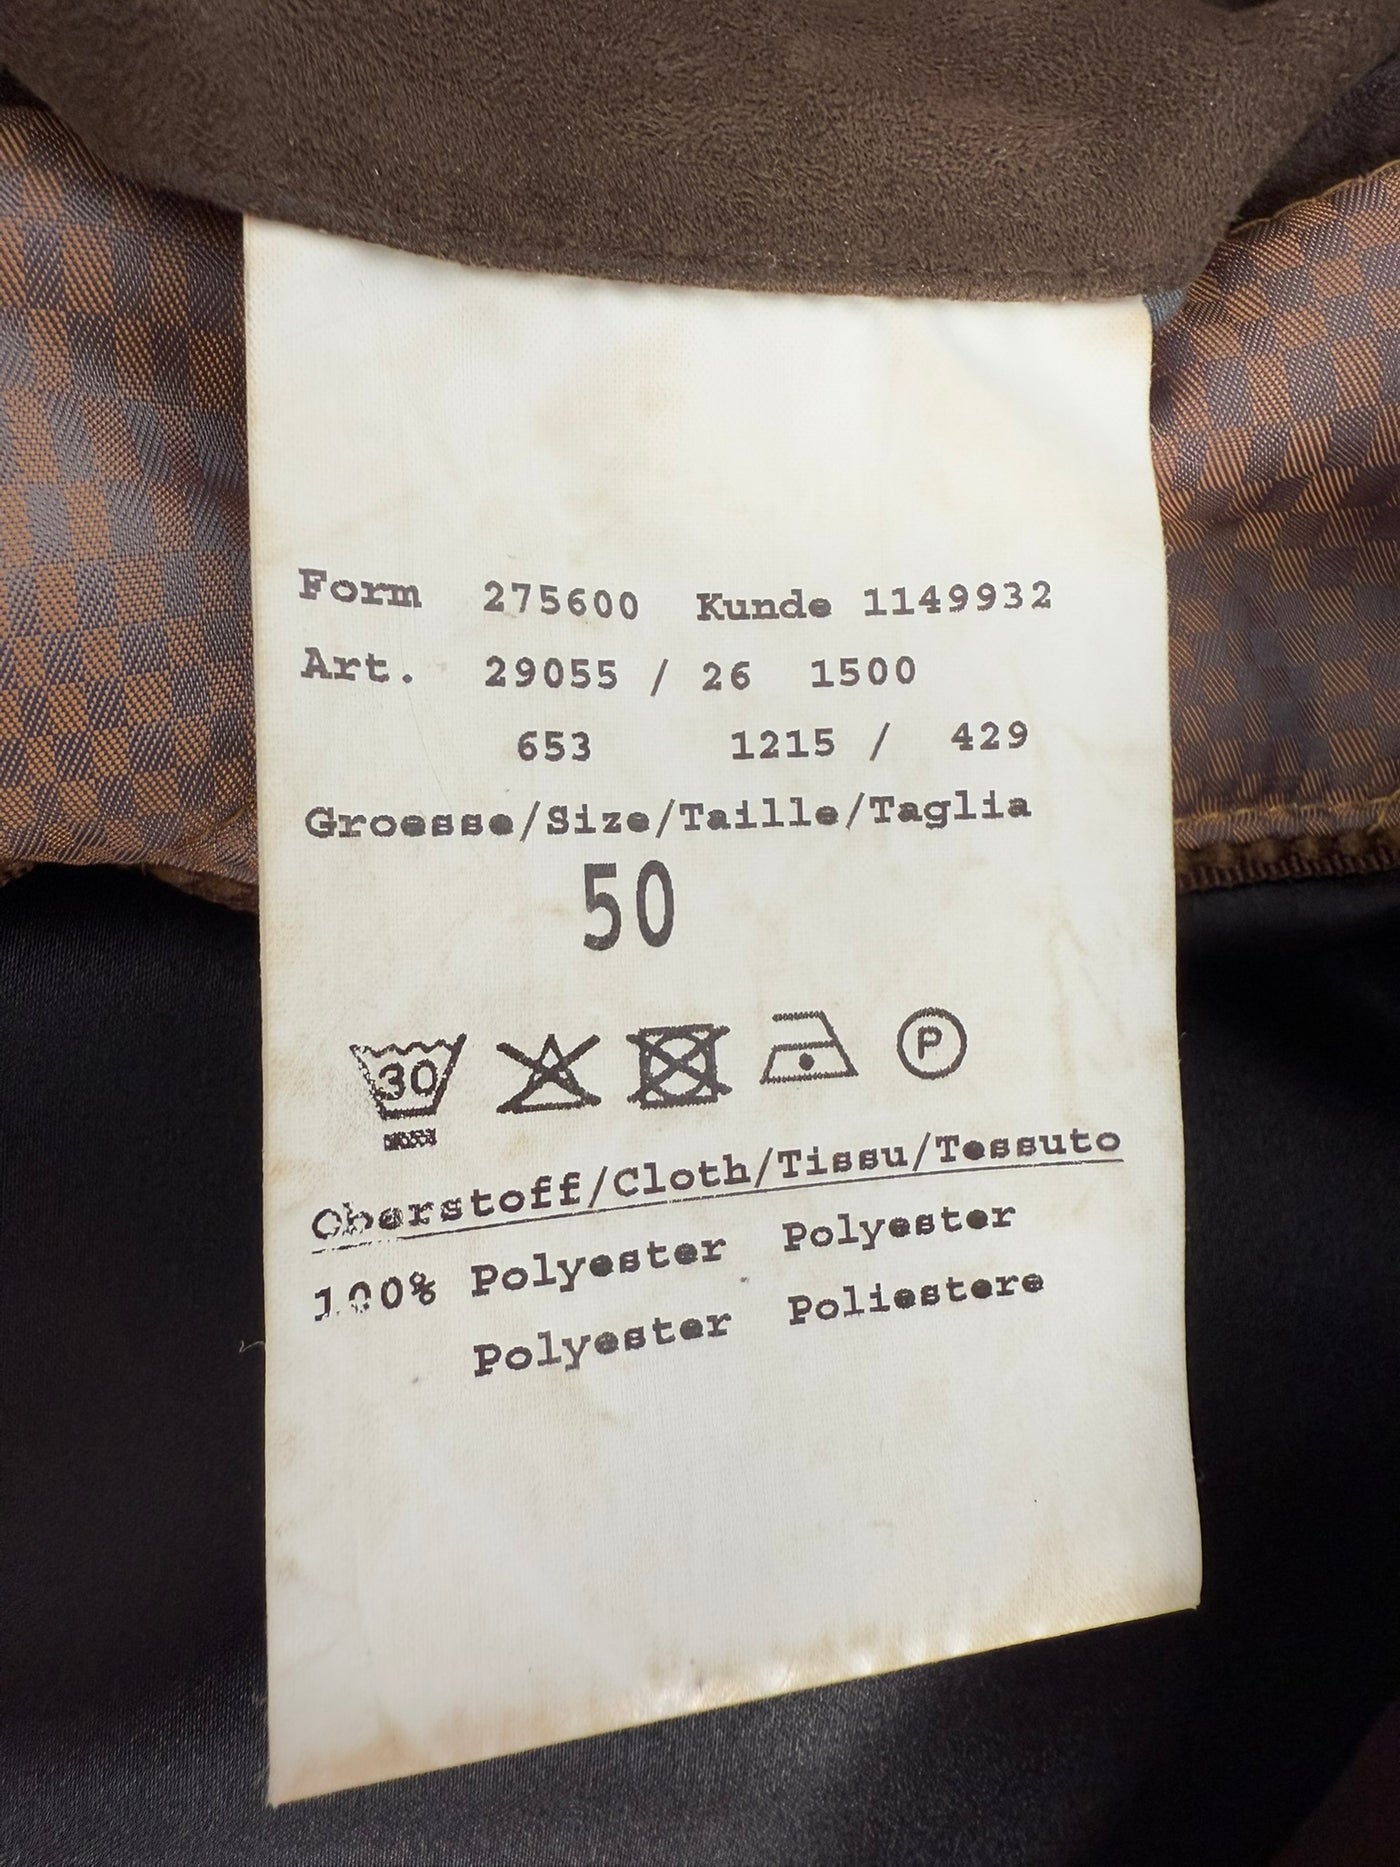 Form 275600 Kunde 1149932
Art. 29055 / 26 1500
653 1215 / 429
Groesse/Size/Taille/Taglia
50
30 P
Oberstoff/Cloth/Tissu/Tessuto
100% Polyester Polyester
Polyester Poliestere